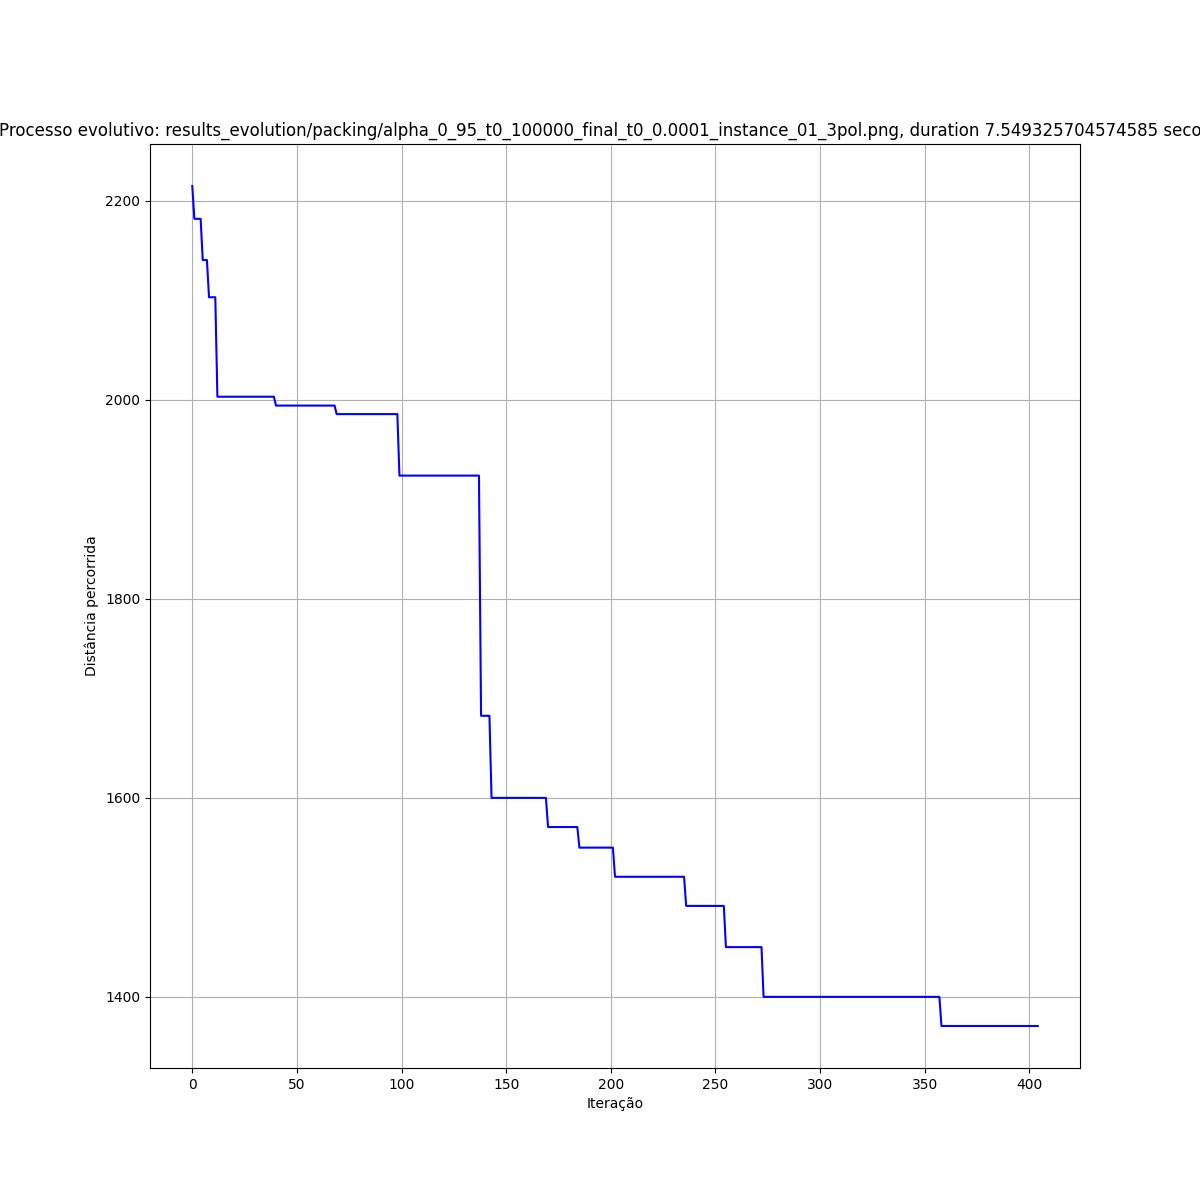 Processo evolutivo: results_evolution/packing/alpha_0_95_t0_100000_final_t0_0.0001_instance_01_3pol.png, duration 7.549325704574585 seco
2200
2000
1800
1600
1400
Distância percorrida
0 50 100 150 200 250 300 350 400
Iteração